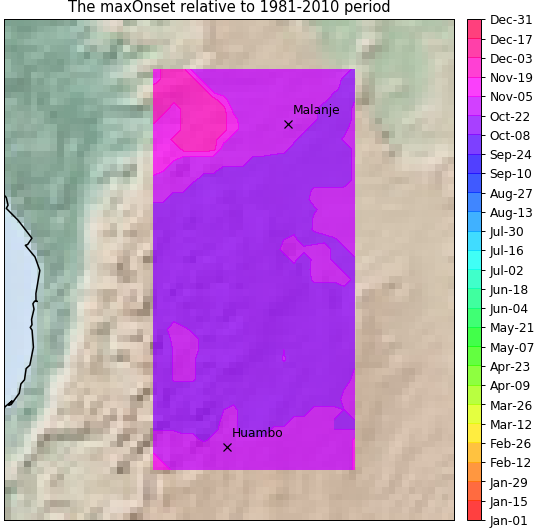 The maxOnset relative to 1981-2010 period
Malanje
Huambo
Dec-31
Dec-17
Dec-03
Nov-19
Nov-05
Oct-22
Oct-08
Sep-24
Sep-10
Aug-27
Aug-13
Jul-30
Jul-16
Jul-02
Jun-18
Jun-04
May-21
May-07
Apr-23
Apr-09
Mar-26
Mar-12
Feb-26
Feb-12
Jan-29
Jan-15
Jan-01